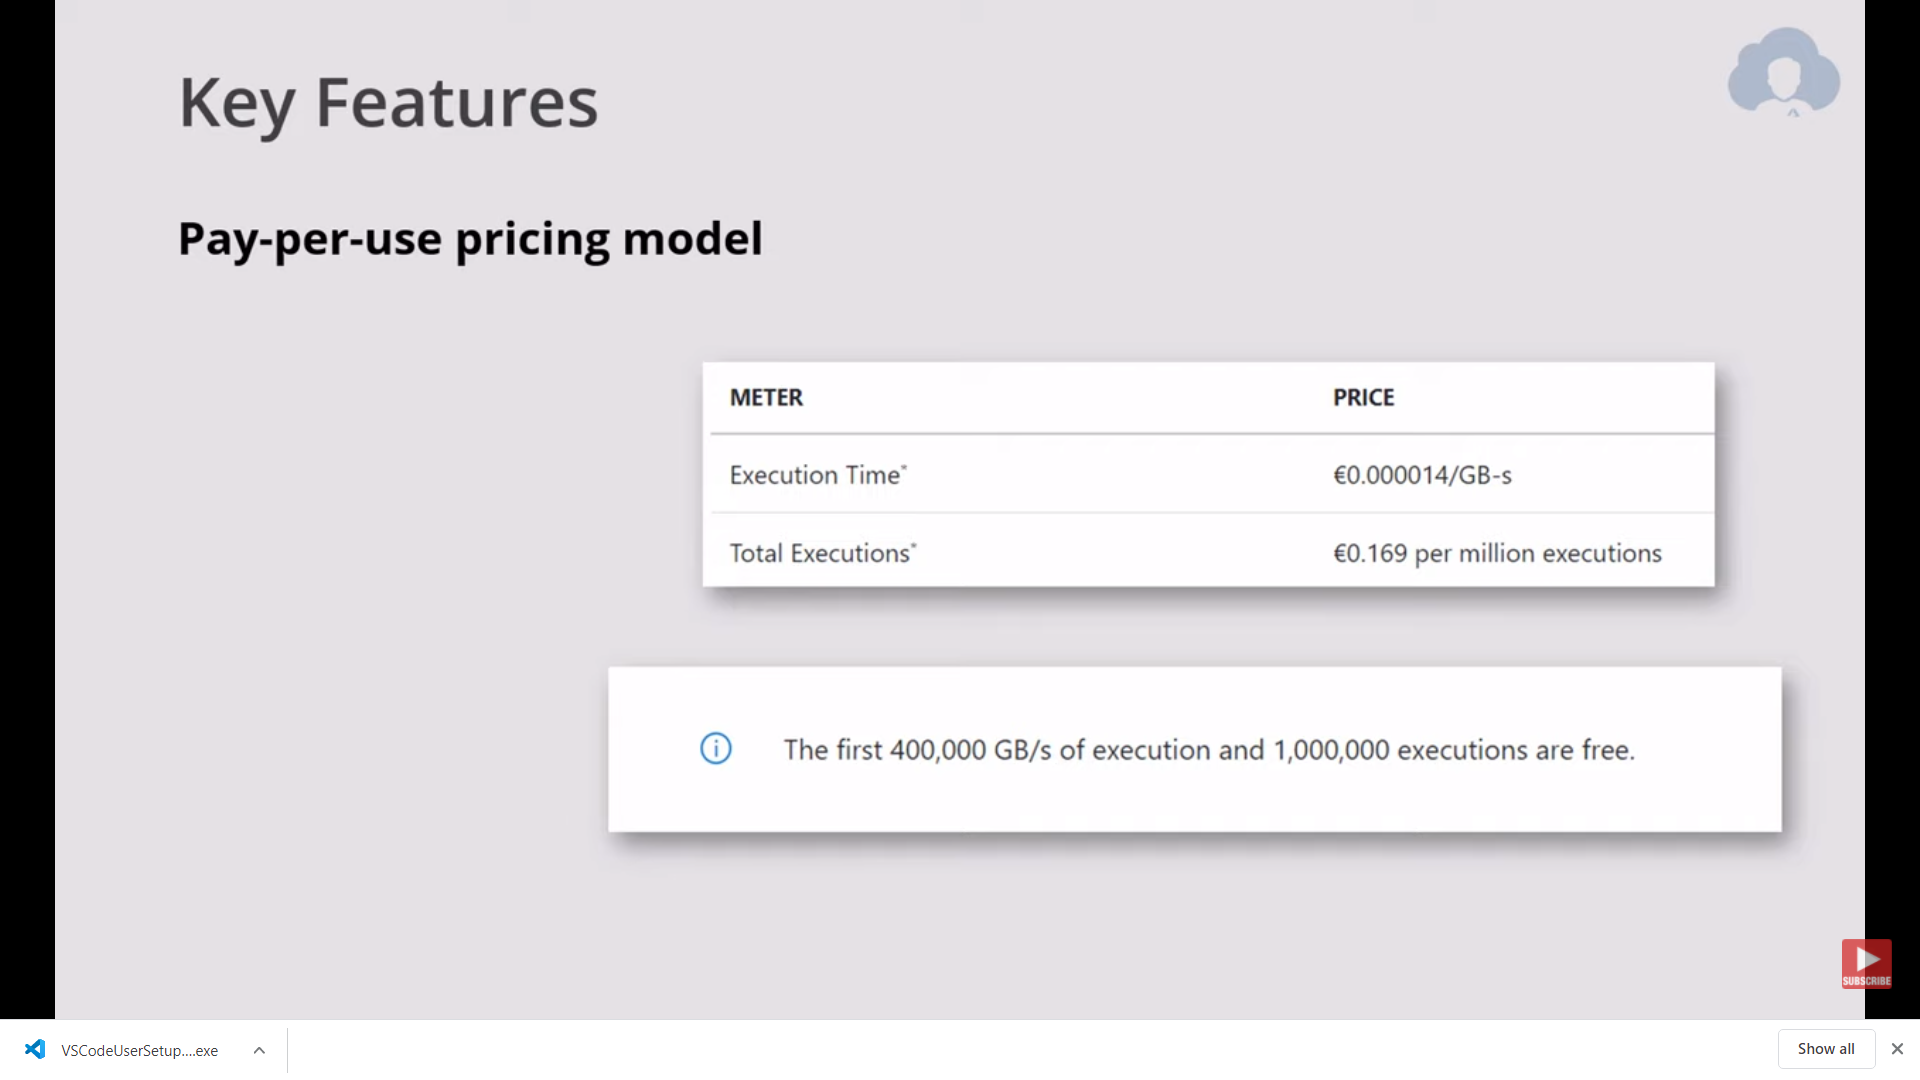 Key Features
Pay-per-use pricing model
METER PRICE
Execution Time* €0.000014/GB-s
Total Executions* €0.169 per million executions
The first 400,000 GB/s of execution and 1,000,000 executions are free.
SUBSCRIBE
VSCodeUserSetup....exe Show all